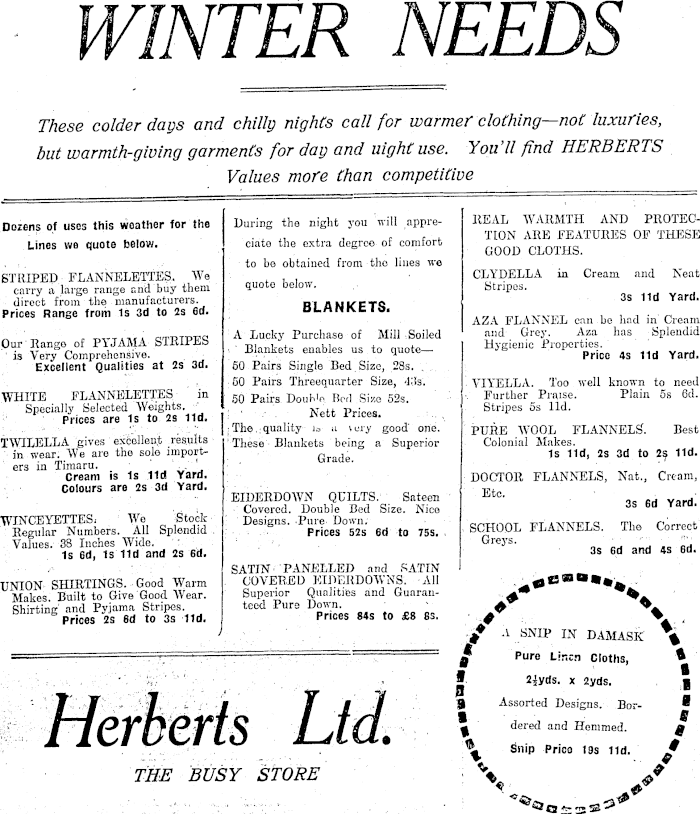 WINTER NEEDS
These colder days and chilly nights call for warmer clothing—not luxuries,
but warmth-giving garments for day and uight use. You'll find HERBERTS
Values more than competitive
Dozens of uses this weather for the
Lines we quote below.
STRIPED FLANNELETTES. We
carry a large range and buy them
direct from the manufacturers.
Prices Range from 1s 3d to 2s 6d.
Our Range of PYJAMA STRIPES
is Very Comprehensive.
Excellent Qualities at 2s 3d.
WHITE FLANNELETTES in
Specially Selected Weights.
Prices are 1s to 2s 11d.
TWILELLA gives excellent results
in wear. We are the sole import-
ers in Timaru.
Cream is 1s 11d Yard.
Colours are 2s 3d Yard.
WINCEYETTES. We Stock
Regular Numbers. All Splendid
Values. 38 Inches Wide.
1s 6d, 1s 11d and 2s 6d.
UNION SHIRTINGS. Good Warm
Makes. Built to Give Good Wear.
Shirting and Pyjama Stripes.
Prices 2s 6d to 3s 11d.
During the night you will appre-
ciate the extra degree of comfort
to be obtained from the lines we
quote below.
BLANKETS.
A Lucky Purchase of Mill Soiled
Blankets enables us to quote—
50 Pairs Single Bed Size, 28s.
50 Pairs Threequarter Size, 43s.
50 Pairs Double Bed Size 52s.
Nett Prices.
The quality is a very good one.
These Blankets being a Superior
Grade.
EIDERDOWN QUILTS. Sateen
Covered. Double Bed Size. Nice
Designs. Pure Down.
Prices 52s 6d to 75s.
SATIN PANELLED and SATIN
COVERED EIDERDOWNS. All
Superior Qualities and Guaran-
teed Pure Down.
Prices 84s to £8 8s.
REAL WARMTH AND PROTEC-
TION ARE FEATURES OF THESE
GOOD CLOTHS.
CLYDELLA in Cream and Neat
Stripes.
3s 11d Yard.
AZA FLANNEL can be had in Cream
and Grey. Aza has Splendid
Hygienic Properties.
Price 4s 11d Yard.
VIYELLA. Too well known to need
Further Praise. Plain 5s 6d.
Stripes 5s 11d.
PURE WOOL FLANNELS. Best
Colonial Makes.
1s 11d, 2s 3d to 2s 11d.
DOCTOR FLANNELS, Nat., Cream,
Etc.
3s 6d Yard.
SCHOOL FLANNELS. The Correct
Greys.
3s 6d and 4s 6d.
A SNIP IN DAMASK
Pure Linen Cloths,
2½yds. x 2yds.
Assorted Designs. Bor-
dered and Hemmed.
Snip Price 19s 11d.
Herberts Ltd.
THE BUSY STORE